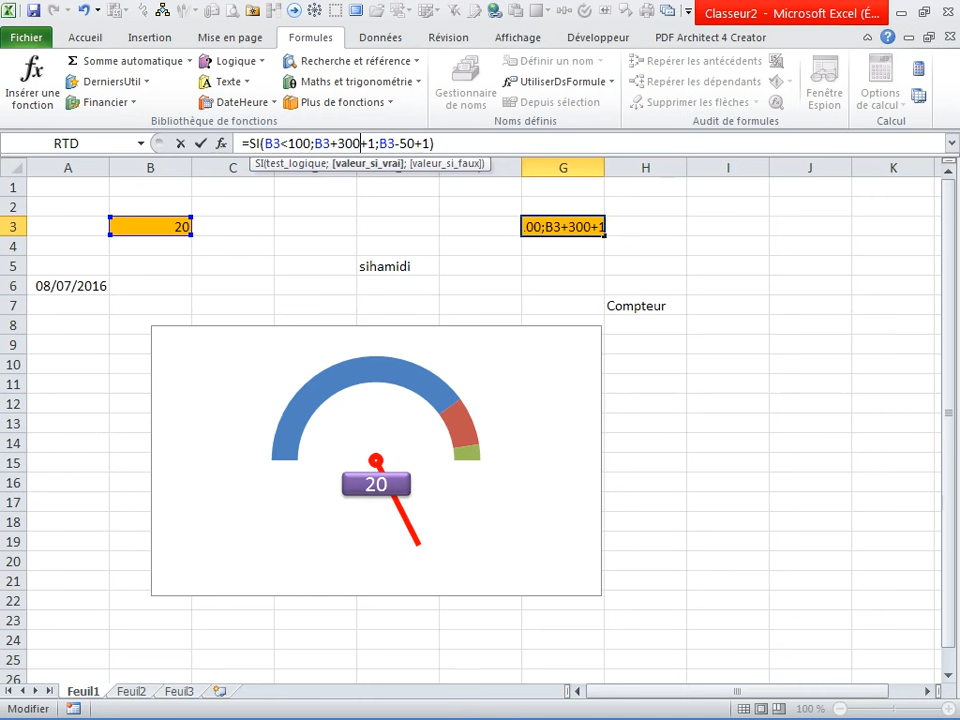 Classeur2 - Microsoft Excel (É...
Fichier Accueil Insertion Mise en page Formules Données Révision Affichage Développeur PDF Architect 4 Creator
Insérer une fonction
Somme automatique
DerniersUtil
Financier
Logique
Texte
DateHeure
Recherche et référence
Maths et trigonométrie
Plus de fonctions
Bibliothèque de fonctions
Gestionnaire de noms
Définir un nom
UtiliserDsFormule
Depuis sélection
Noms définis
Repérer les antécédents
Repérer les dépendants
Supprimer les flèches
Audit de formules
Fenêtre Espion
Options de calcul
Calcul
RTD =SI(B3<100;B3+300+1;B3-50+1)
SI(test_logique; [valeur_si_vrai]; [valeur_si_faux])
A B C G H I J K
1
2
3 20 .00;B3+300+1
4
5 sihamidi
6 08/07/2016
7 Compteur
8
9
10
11
12
13
14
15
16 20
17
18
19
20
21
22
23
24
25
26
Feuil1 Feuil2 Feuil3
Modifier 100 %